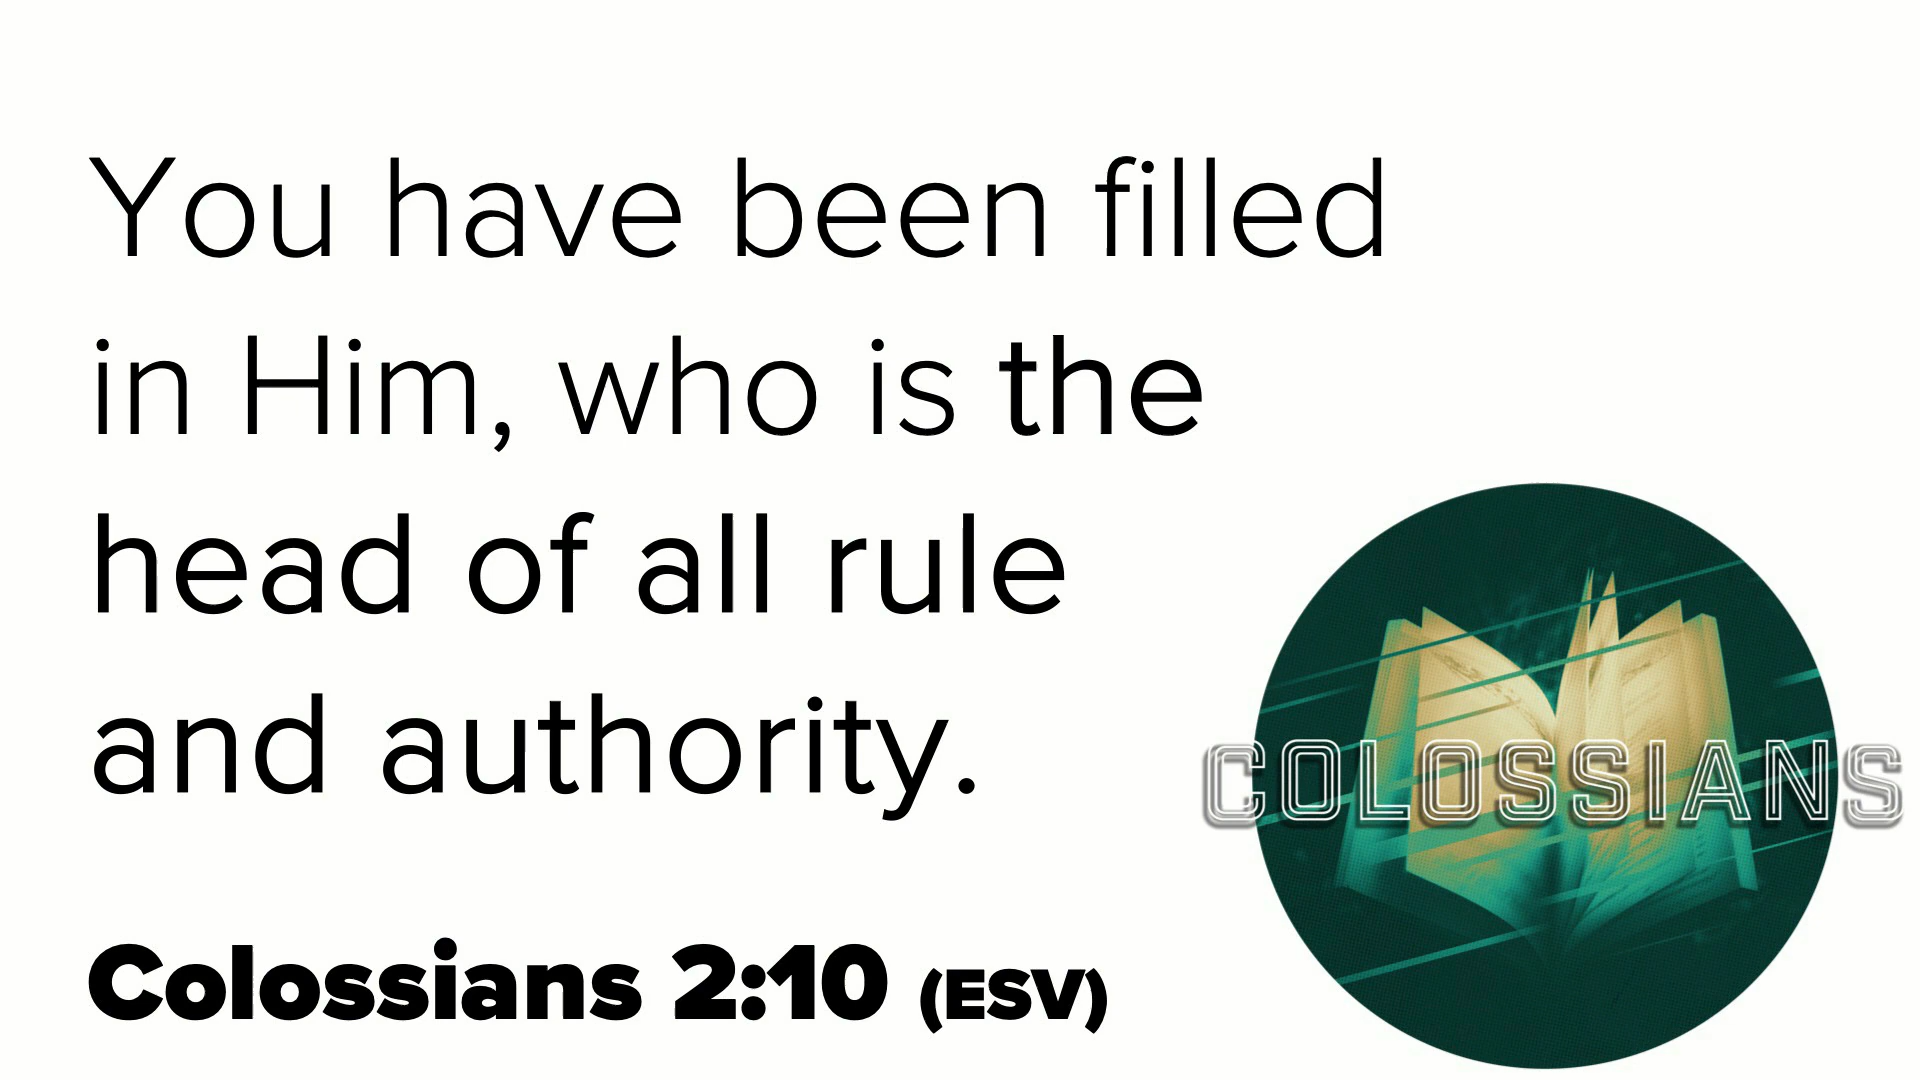 You have been filled
in Him, who is the
head of all rule
and authority.
COLOSSIANS
Colossians 2:10 (ESV)